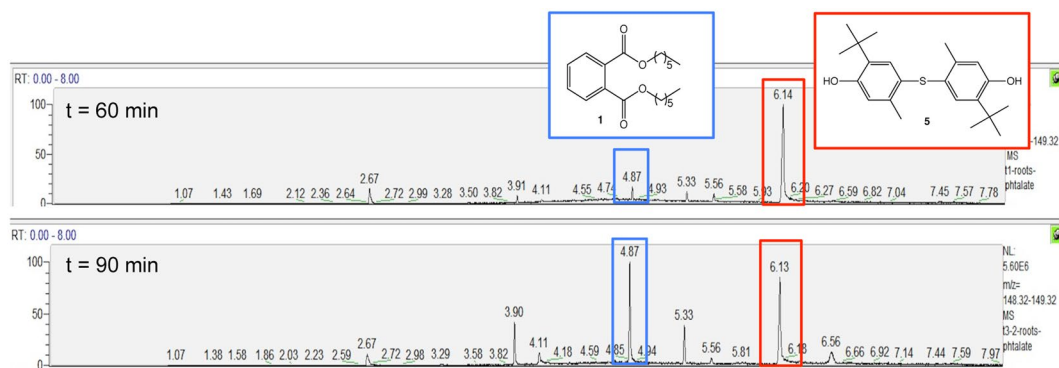 O
O
( )5
O
O
( )5
O
1
HO
S
OH
5
RT: 0.00 - 8.00
t = 60 min
100
50
0
1.07 1.43 1.69 2.12 2.36 2.64 2.67 2.72 2.99 3.28 3.50 3.82 3.91 4.11 4.55 4.74 4.87 4.93 5.33 5.56 5.58 5.93 6.14 6.20 6.27 6.59 6.82 7.04 7.45 7.57 7.78
-149.32
MS
t1-roots-
phtalate
RT: 0.00 - 8.00
t = 90 min
100
50
0
1.07 1.38 1.58 1.86 2.03 2.23 2.59 2.67 2.72 2.98 3.29 3.58 3.82 3.90 4.11 4.18 4.59 4.85 4.87 4.94 5.33 5.56 5.81 6.13 6.18 6.56 6.66 6.92 7.14 7.44 7.59 7.97
NL:
5.60E6
m/z=
148.32-149.32
MS
t3-2-roots-
phtalate